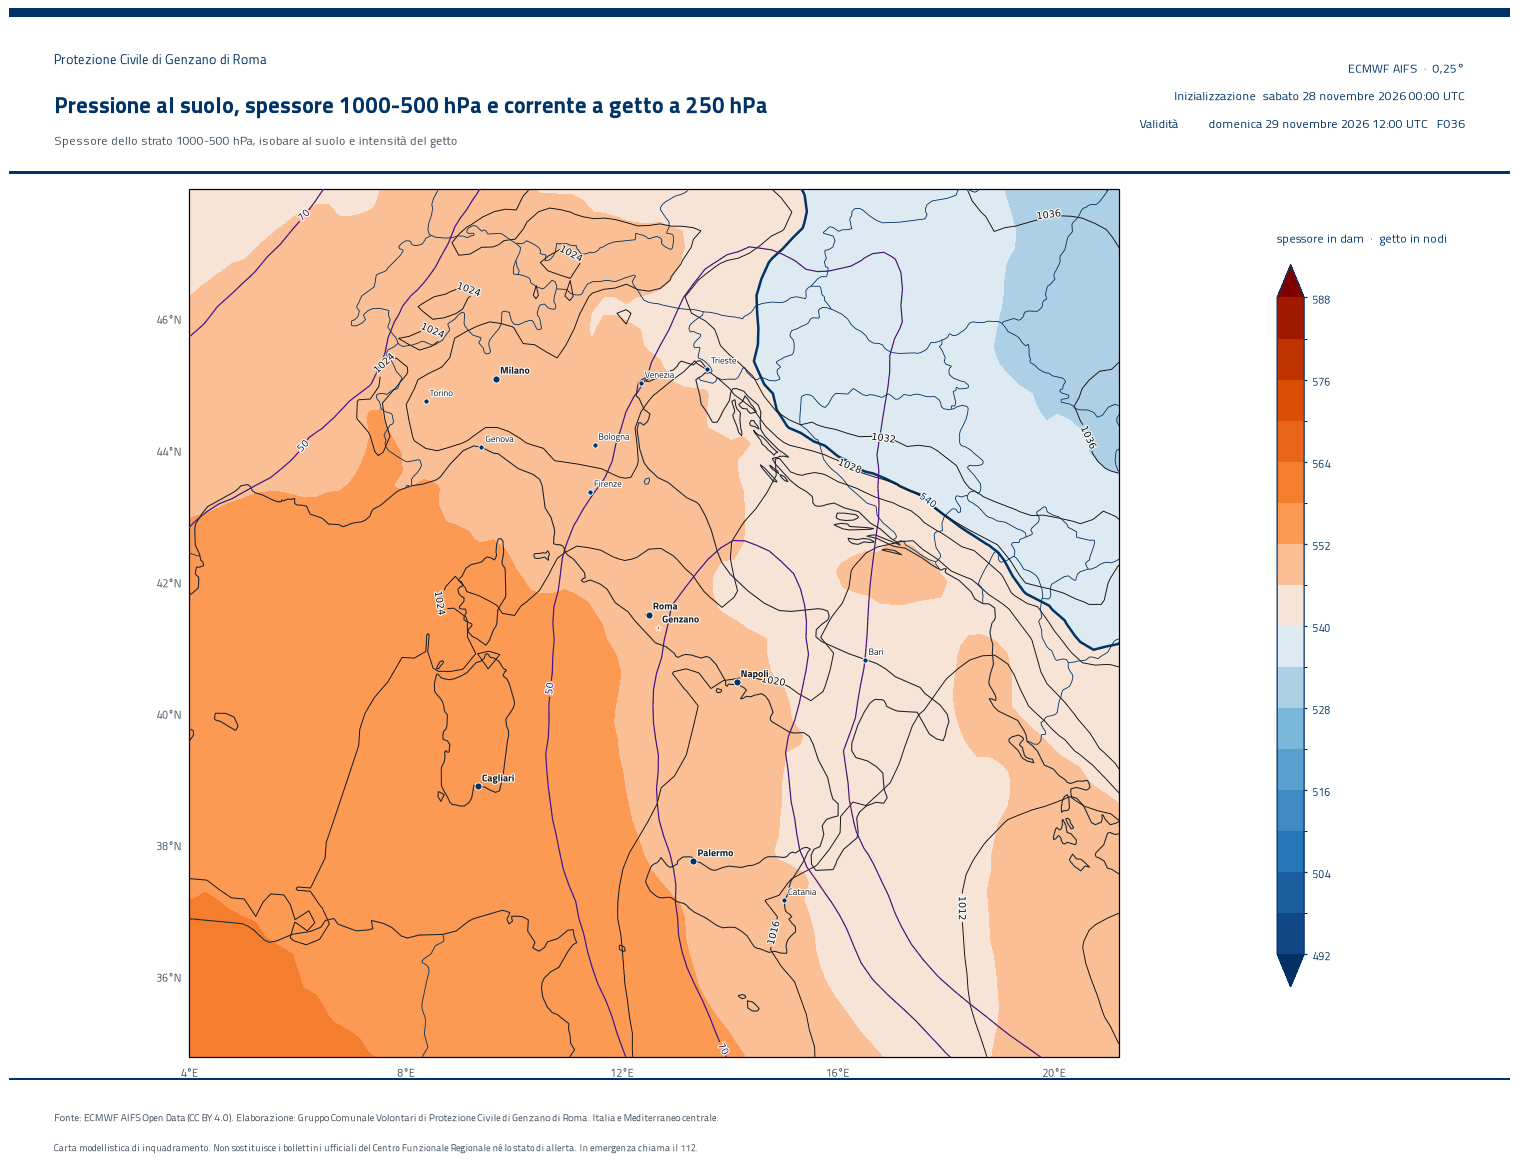 Protezione Civile di Genzano di Roma
Pressione al suolo, spessore 1000-500 hPa e corrente a getto a 250 hPa
Spessore dello strato 1000-500 hPa, isobare al suolo e intensità del getto
ECMWF AIFS · 0,25°
Inizializzazione sabato 28 novembre 2026 00:00 UTC
Validità domenica 29 novembre 2026 12:00 UTC F036
spessore in dam · getto in nodi
588
576
564
552
540
528
516
504
492
46°N
44°N
42°N
40°N
38°N
36°N
4°E
8°E
12°E
16°E
20°E
70
1036
1024
1024
1024
1024
Trieste
Milano
Venezia
Torino
1032
1036
Bologna
Genova
50
1028
Firenze
540
1024
Roma
Genzano
Bari
Napoli
1020
50
Cagliari
Palermo
Catania
1012
1016
70
Fonte: ECMWF AIFS Open Data (CC BY 4.0). Elaborazione: Gruppo Comunale Volontari di Protezione Civile di Genzano di Roma. Italia e Mediterraneo centrale.
Carta modellistica di inquadramento. Non sostituisce i bollettini ufficiali del Centro Funzionale Regionale né lo stato di allerta. In emergenza chiama il 112.